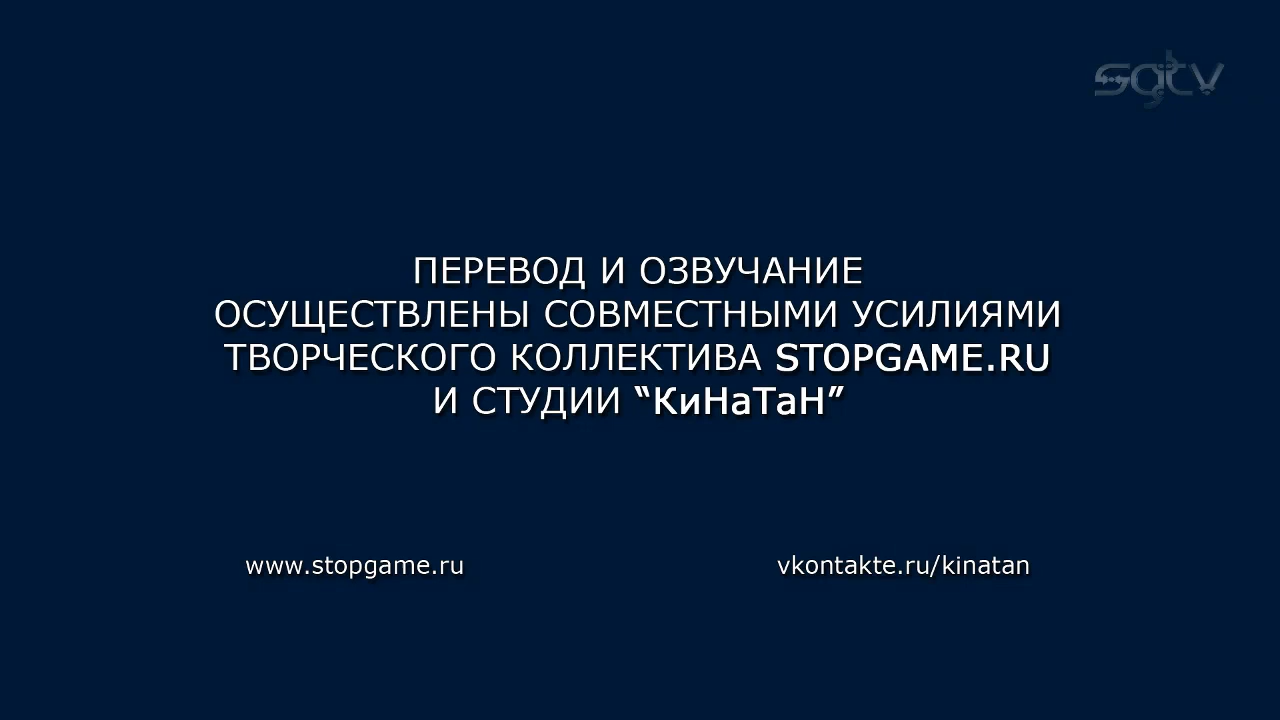 sgtv
ПЕРЕВОД И ОЗВУЧАНИЕ
ОСУЩЕСТВЛЕНЫ СОВМЕСТНЫМИ УСИЛИЯМИ
ТВОРЧЕСКОГО КОЛЛЕКТИВА STOPGAME.RU
И СТУДИИ “КиНаТаН”
www.stopgame.ru
vkontakte.ru/kinatan